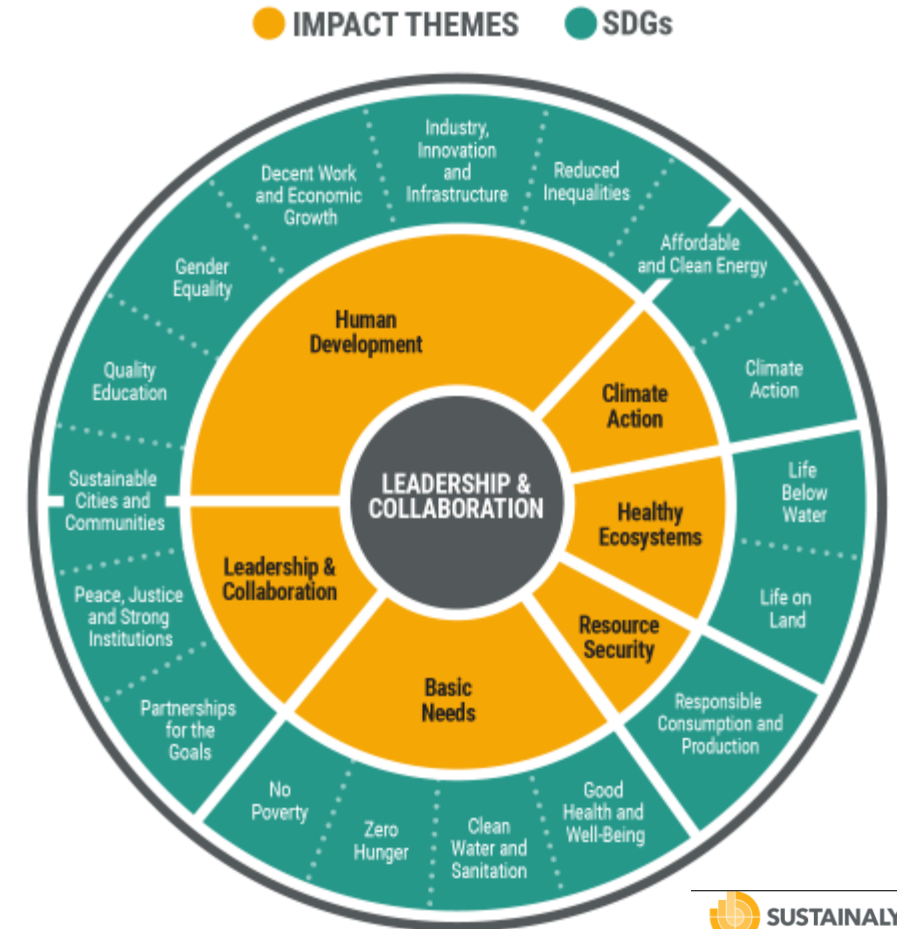 IMPACT THEMES
SDGs
Industry,
Innovation
and
Infrastructure
Reduced
Inequalities
Affordable
and Clean Energy
Climate
Action
Life
Below
Water
Life on
Land
Responsible
Consumption and
Production
Good
Health and
Well-Being
Clean
Water and
Sanitation
Zero
Hunger
No
Poverty
Partnerships
for the
Goals
Peace, Justice
and Strong
Institutions
Sustainable
Cities and
Communities
Quality
Education
Gender
Equality
Decent Work
and Economic
Growth
Human
Development
Climate
Action
Healthy
Ecosystems
Resource
Security
Basic
Needs
Leadership &
Collaboration
LEADERSHIP &
COLLABORATION
SUSTAINALY